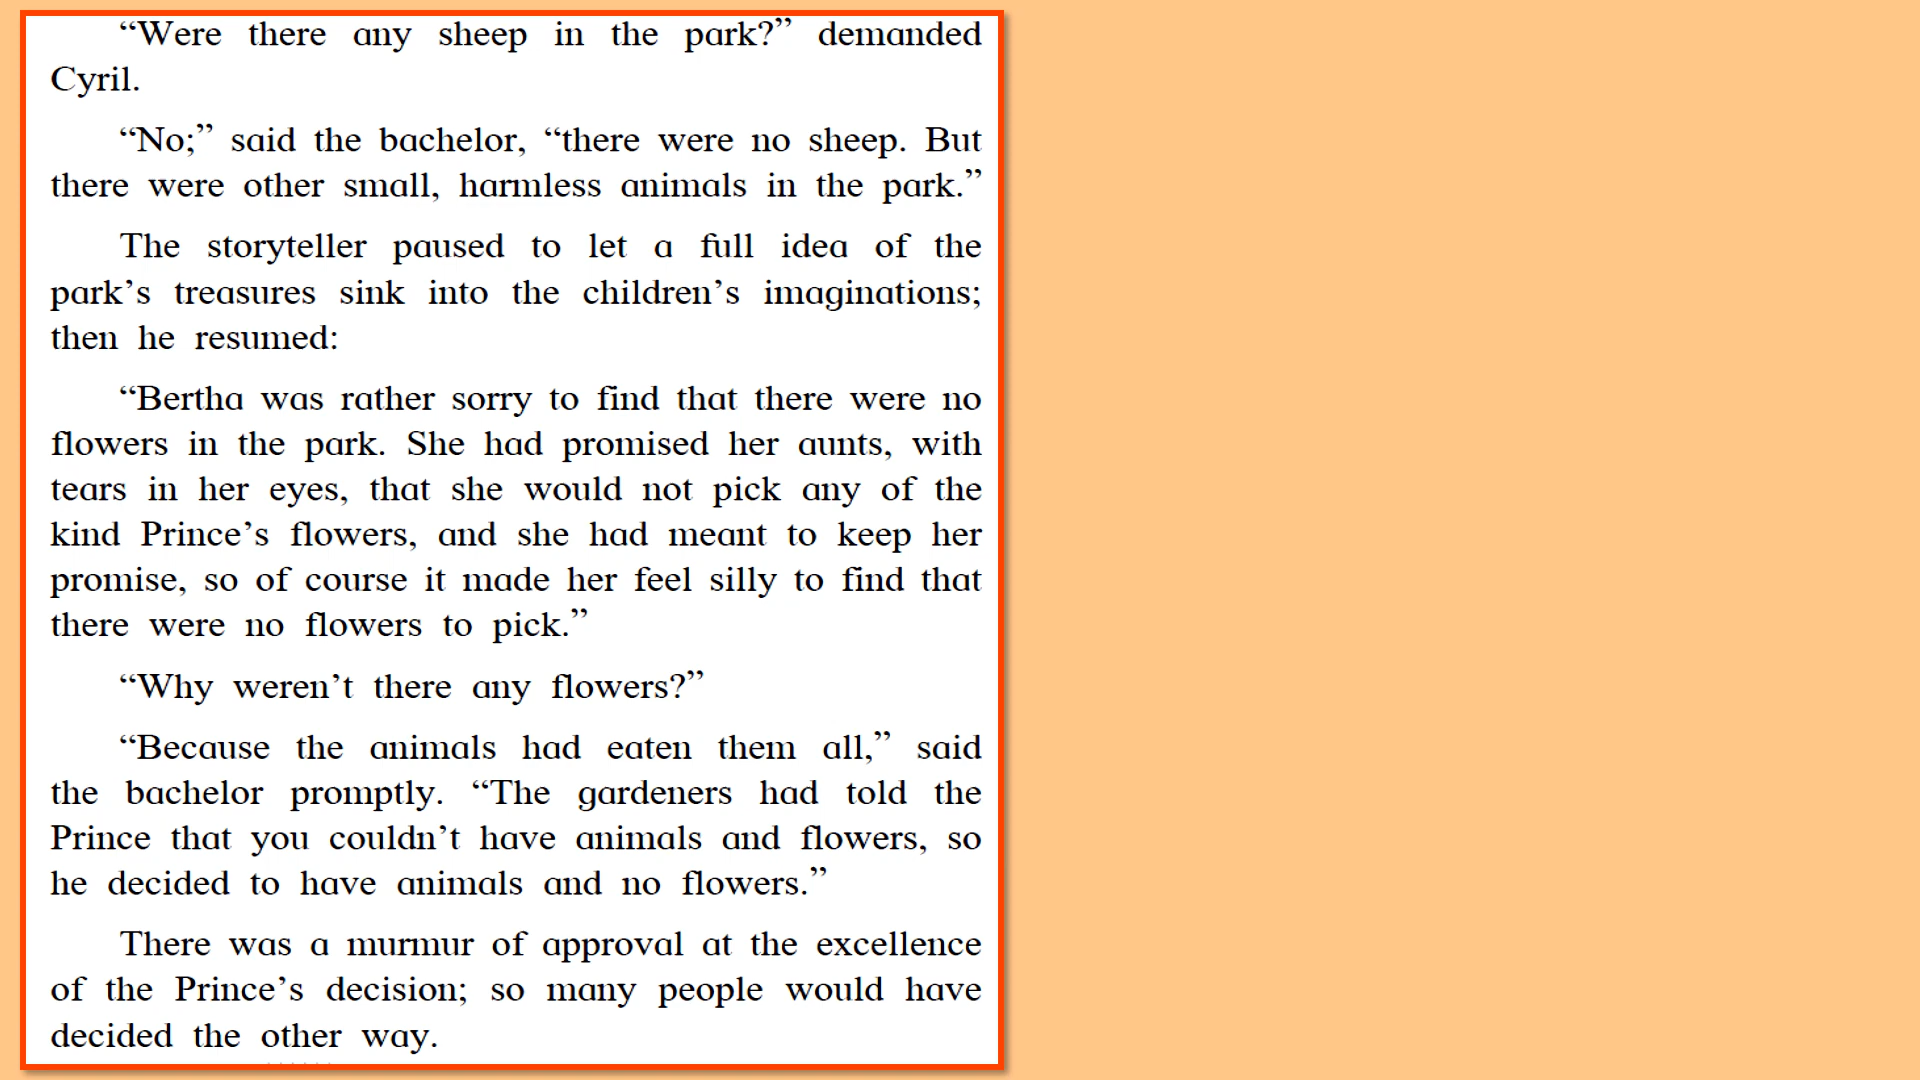 “Were there any sheep in the park?” demanded
Cyril.
“No;” said the bachelor, “there were no sheep. But
there were other small, harmless animals in the park.”
The storyteller paused to let a full idea of the
park’s treasures sink into the children’s imaginations;
then he resumed:
“Bertha was rather sorry to find that there were no
flowers in the park. She had promised her aunts, with
tears in her eyes, that she would not pick any of the
kind Prince’s flowers, and she had meant to keep her
promise, so of course it made her feel silly to find that
there were no flowers to pick.”
“Why weren’t there any flowers?”
“Because the animals had eaten them all,” said
the bachelor promptly. “The gardeners had told the
Prince that you couldn’t have animals and flowers, so
he decided to have animals and no flowers.”
There was a murmur of approval at the excellence
of the Prince’s decision; so many people would have
decided the other way.